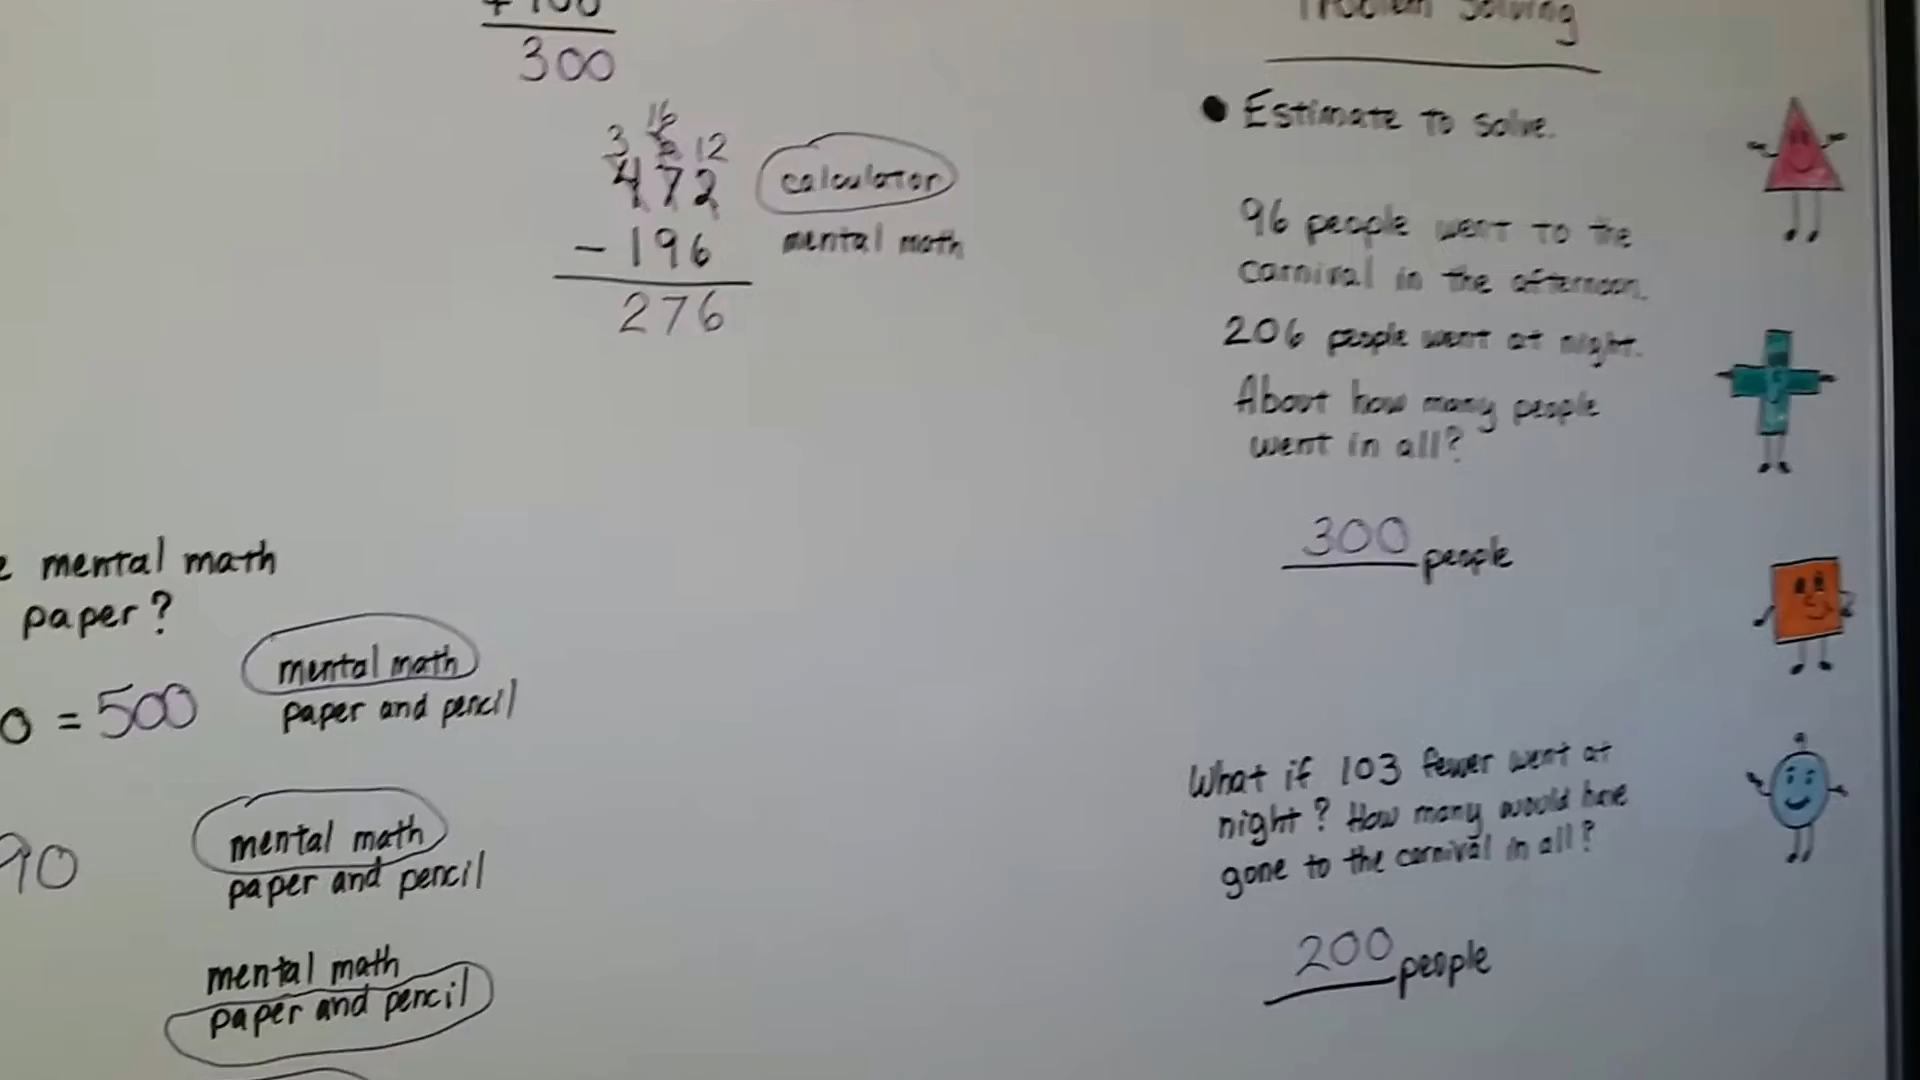 300
3 16 12
472
calculator
- 196
mental math
276
mental math
paper?
0 = 500
mental math
paper and pencil
90
mental math
paper and pencil
mental math
paper and pencil
Problem Solving
• Estimate to solve.
96 people went to the
carnival in the afternoon.
206 people went at night.
About how many people
went in all?
300 people
What if 103 fewer went at
night? How many would have
gone to the carnival in all?
200 people